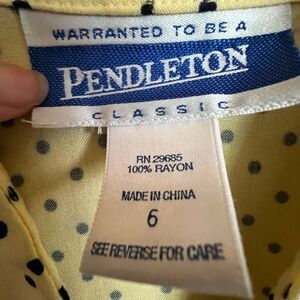 WARRANTED TO BE A
PENDLETON
CLASSIC
RN 29685
100% RAYON
MADE IN CHINA
6
SEE REVERSE FOR CARE